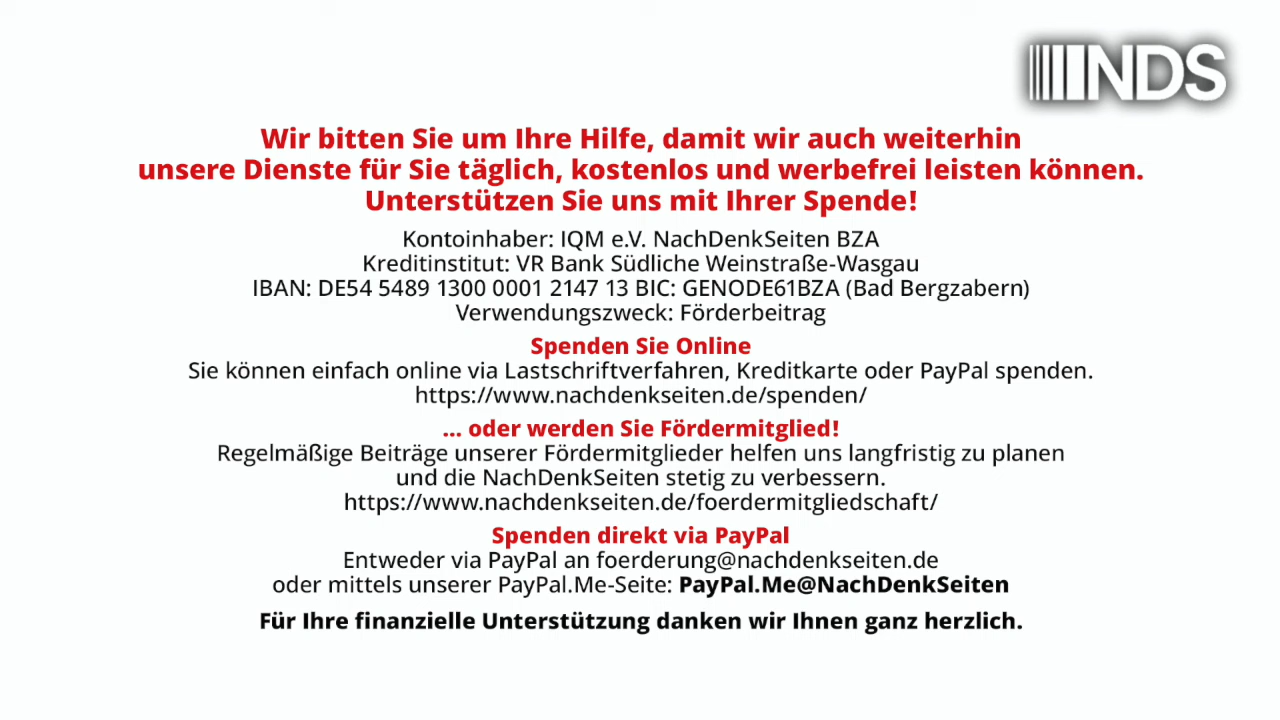 NDS
Wir bitten Sie um Ihre Hilfe, damit wir auch weiterhin
unsere Dienste für Sie täglich, kostenlos und werbefrei leisten können.
Unterstützen Sie uns mit Ihrer Spende!
Kontoinhaber: IQM e.V. NachDenkSeiten BZA
Kreditinstitut: VR Bank Südliche Weinstraße-Wasgau
IBAN: DE54 5489 1300 0001 2147 13 BIC: GENODE61BZA (Bad Bergzabern)
Verwendungszweck: Förderbeitrag
Spenden Sie Online
Sie können einfach online via Lastschriftverfahren, Kreditkarte oder PayPal spenden.
https://www.nachdenkseiten.de/spenden/
... oder werden Sie Fördermitglied!
Regelmäßige Beiträge unserer Fördermitglieder helfen uns langfristig zu planen
und die NachDenkSeiten stetig zu verbessern.
https://www.nachdenkseiten.de/foerdermitgliedschaft/
Spenden direkt via PayPal
Entweder via PayPal an foerderung@nachdenkseiten.de
oder mittels unserer PayPal.Me-Seite: PayPal.Me@NachDenkSeiten
Für Ihre finanzielle Unterstützung danken wir Ihnen ganz herzlich.